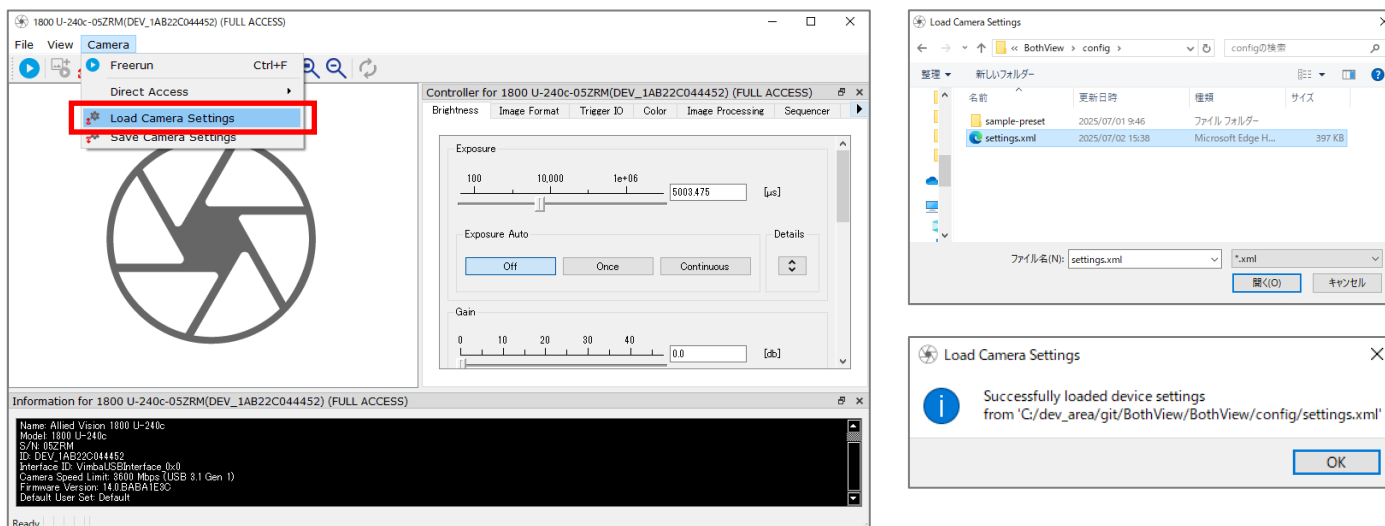 1800 U-240c-05ZRM(DEV_1AB22C044452) (FULL ACCESS)
File View Camera
Freerun Ctrl+F
Direct Access
Load Camera Settings
Save Camera Settings
Controller for 1800 U-240c-05ZRM(DEV_1AB22C044452) (FULL ACCESS)
Brightness Image Format Trigger IO Color Image Processing Sequencer
Exposure
100 10,000 1e+06
5003.475 [μs]
Exposure Auto Details
Off Once Continuous
Gain
0 10 20 30 40
0.0 [db]
Information for 1800 U-240c-05ZRM(DEV_1AB22C044452) (FULL ACCESS)
Name: Allied Vision 1800 U-240c
Model: 1800 U-240c
S/N: 05ZRM
ID: DEV_1AB22C044452
Interface ID: VimbaUSBInterface_0x0
Camera Speed Limit: 3600 Mbps (USB 3.1 Gen 1)
Firmware Version: 14.0.BABA1E3C
Default User Set: Default
Ready
Load Camera Settings
« BothView › config › configの検索
整理 新しいフォルダー
名前 更新日時 種類 サイズ
sample-preset 2025/07/01 9:46 ファイル フォルダー
settings.xml 2025/07/02 15:38 Microsoft Edge H... 397 KB
ファイル名(N): settings.xml *.xml
開く(O) キャンセル
Load Camera Settings
Successfully loaded device settings
from 'C:/dev_area/git/BothView/BothView/config/settings.xml'
OK